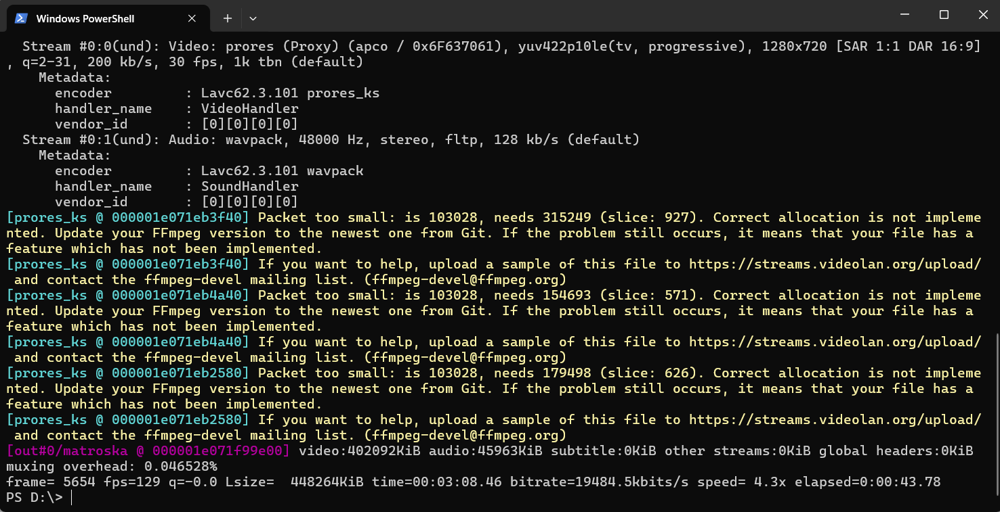 Windows PowerShell
Stream #0:0(und): Video: prores (Proxy) (apco / 0x6F637061), yuv422p10le(tv, progressive), 1280x720 [SAR 1:1 DAR 16:9]
, q=2-31, 200 kb/s, 30 fps, 1k tbn (default)
Metadata:
encoder         : Lavc62.3.101 prores_ks
handler_name    : VideoHandler
vendor_id       : [0][0][0][0]
Stream #0:1(und): Audio: wavpack, 48000 Hz, stereo, fltp, 128 kb/s (default)
Metadata:
encoder         : Lavc62.3.101 wavpack
handler_name    : SoundHandler
vendor_id       : [0][0][0][0]
[prores_ks @ 000001e071eb3f40] Packet too small: is 103028, needs 315249 (slice: 927). Correct allocation is not impleme
nted. Update your FFmpeg version to the newest one from Git. If the problem still occurs, it means that your file has a
feature which has not been implemented.
[prores_ks @ 000001e071eb3f40] If you want to help, upload a sample of this file to https://streams.videolan.org/upload/
and contact the ffmpeg-devel mailing list. (ffmpeg-devel@ffmpeg.org)
[prores_ks @ 000001e071eb4a40] Packet too small: is 103028, needs 154693 (slice: 571). Correct allocation is not impleme
nted. Update your FFmpeg version to the newest one from Git. If the problem still occurs, it means that your file has a
feature which has not been implemented.
[prores_ks @ 000001e071eb4a40] If you want to help, upload a sample of this file to https://streams.videolan.org/upload/
and contact the ffmpeg-devel mailing list. (ffmpeg-devel@ffmpeg.org)
[prores_ks @ 000001e071eb2580] Packet too small: is 103028, needs 179498 (slice: 626). Correct allocation is not impleme
nted. Update your FFmpeg version to the newest one from Git. If the problem still occurs, it means that your file has a
feature which has not been implemented.
[prores_ks @ 000001e071eb2580] If you want to help, upload a sample of this file to https://streams.videolan.org/upload/
and contact the ffmpeg-devel mailing list. (ffmpeg-devel@ffmpeg.org)
[out#0/matroska @ 000001e071f99e00] video:402092KiB audio:45963KiB subtitle:0KiB other streams:0KiB global headers:0KiB
muxing overhead: 0.046528%
frame= 5654 fps=129 q=-0.0 Lsize=  448264KiB time=00:03:08.46 bitrate=19484.5kbits/s speed= 4.3x elapsed=0:00:43.78
PS D:\>